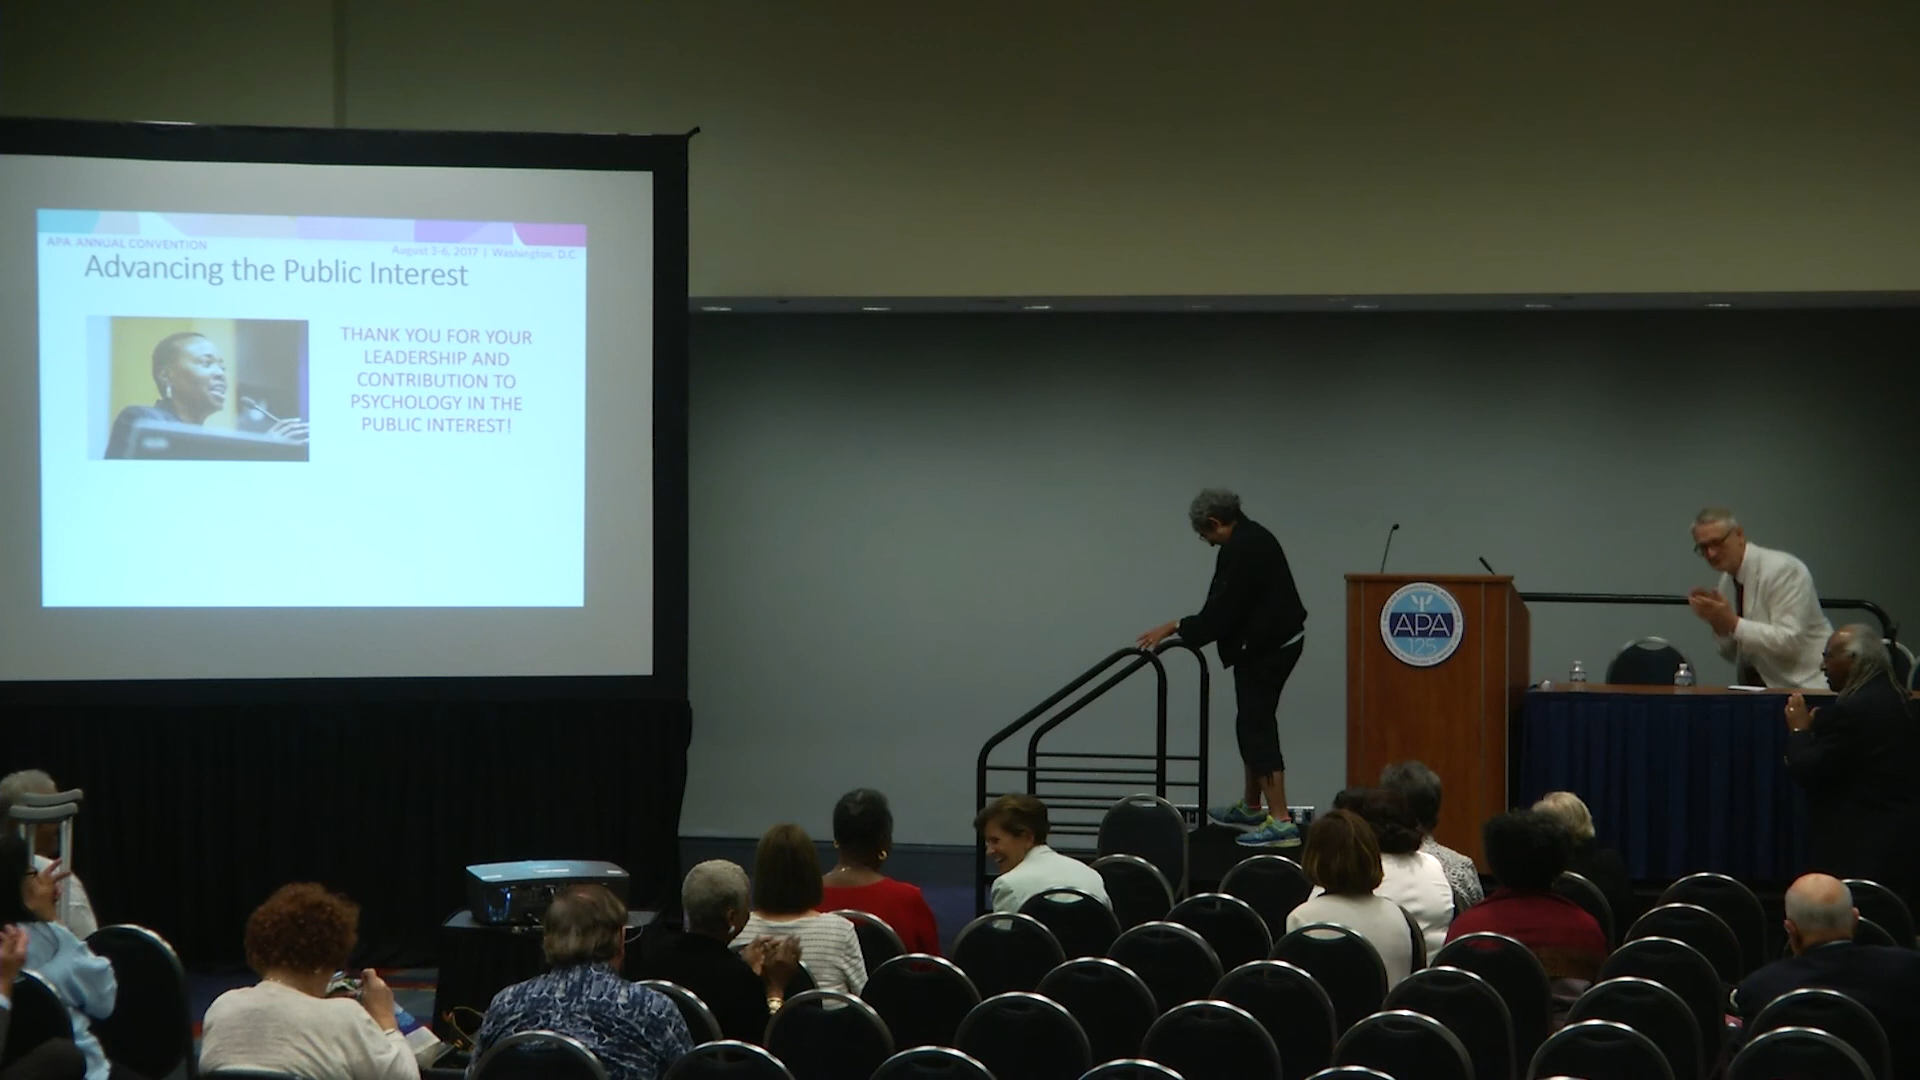 APA ANNUAL CONVENTION
August 3-6, 2017 | Washington, D.C.
Advancing the Public Interest
THANK YOU FOR YOUR
LEADERSHIP AND
CONTRIBUTION TO
PSYCHOLOGY IN THE
PUBLIC INTEREST!
APA
125